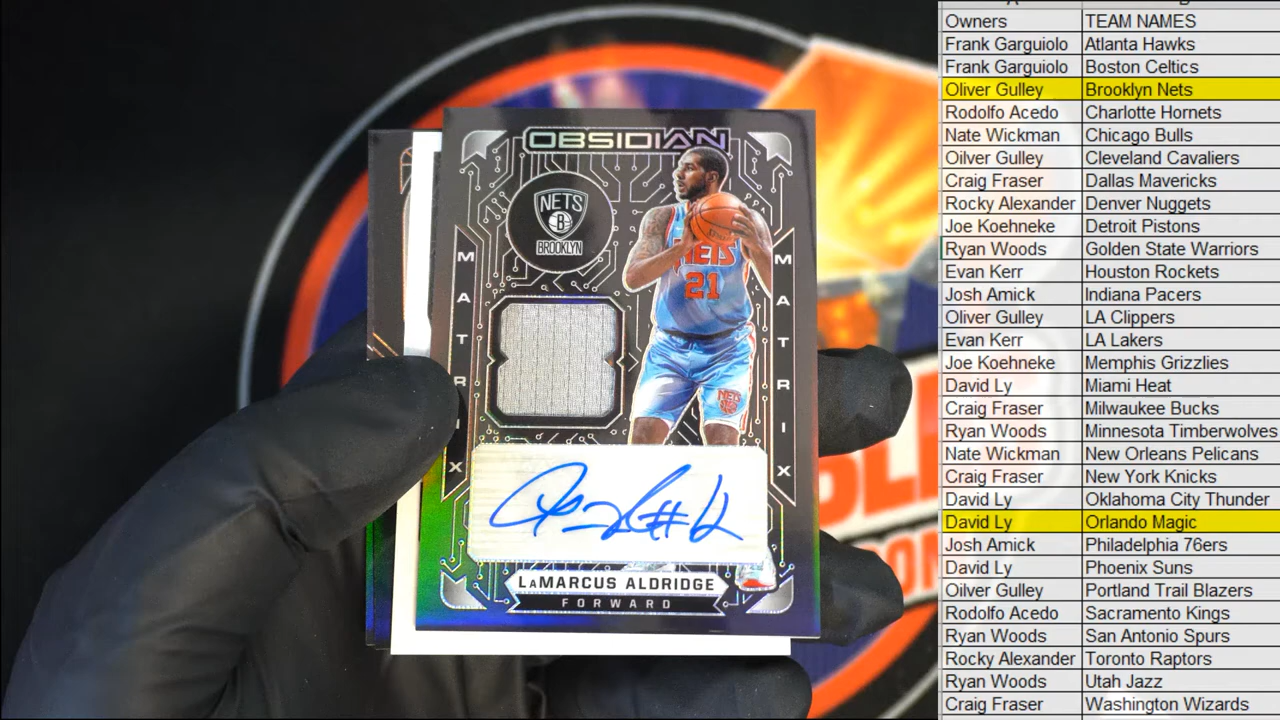 OBSIDIAN
NETS
B
BROOKLYN
MATRIX
MATRIX
NETS
21
NETS
LAMARCUS ALDRIDGE
FORWARD
Owners TEAM NAMES
Frank Garguiolo Atlanta Hawks
Frank Garguiolo Boston Celtics
Oliver Gulley Brooklyn Nets
Rodolfo Acedo Charlotte Hornets
Nate Wickman Chicago Bulls
Oilver Gulley Cleveland Cavaliers
Craig Fraser Dallas Mavericks
Rocky Alexander Denver Nuggets
Joe Koehneke Detroit Pistons
Ryan Woods Golden State Warriors
Evan Kerr Houston Rockets
Josh Amick Indiana Pacers
Oliver Gulley LA Clippers
Evan Kerr LA Lakers
Joe Koehneke Memphis Grizzlies
David Ly Miami Heat
Craig Fraser Milwaukee Bucks
Ryan Woods Minnesota Timberwolves
Nate Wickman New Orleans Pelicans
Craig Fraser New York Knicks
David Ly Oklahoma City Thunder
David Ly Orlando Magic
Josh Amick Philadelphia 76ers
David Ly Phoenix Suns
Oliver Gulley Portland Trail Blazers
Rodolfo Acedo Sacramento Kings
Ryan Woods San Antonio Spurs
Rocky Alexander Toronto Raptors
Ryan Woods Utah Jazz
Craig Fraser Washington Wizards